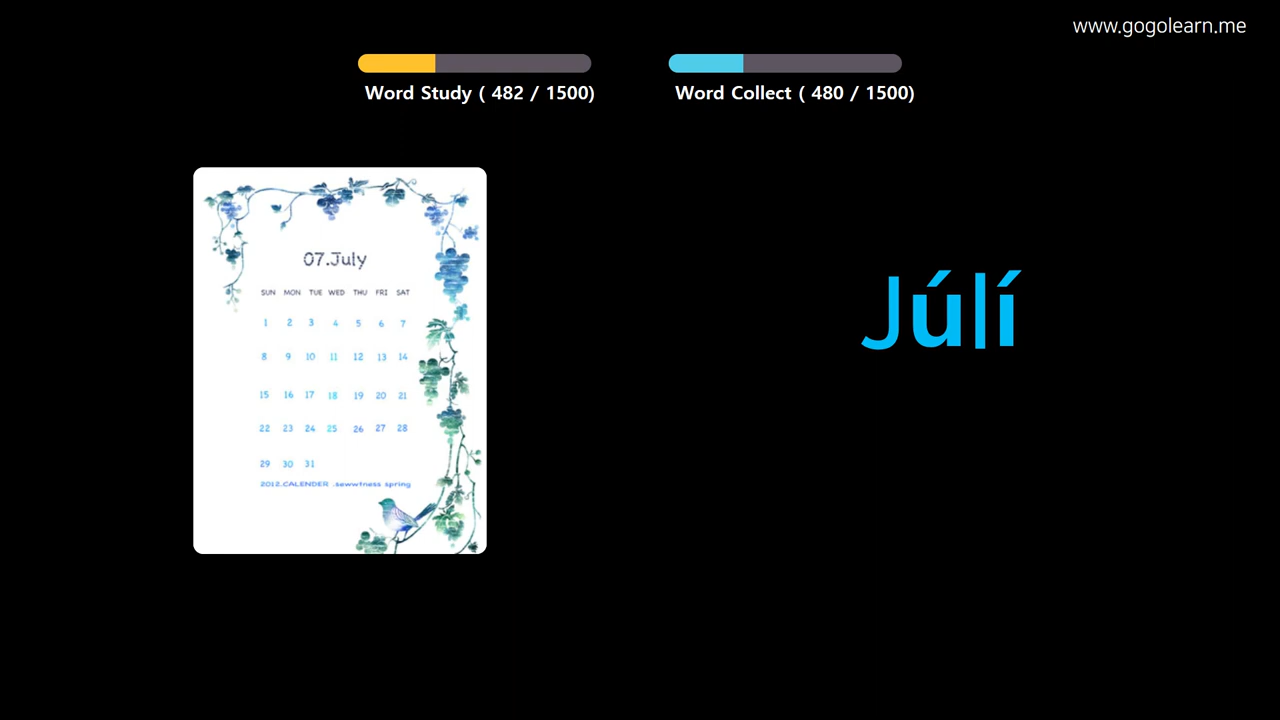 www.gogolearn.me
Word Study ( 482 / 1500)
Word Collect ( 480 / 1500)
07.July
SUN MON TUE WED THU FRI SAT
1 2 3 4 5 6 7
8 9 10 11 12 13 14
15 16 17 18 19 20 21
22 23 24 25 26 27 28
29 30 31
2012.CALENDER .sewwtness spring
Júlí